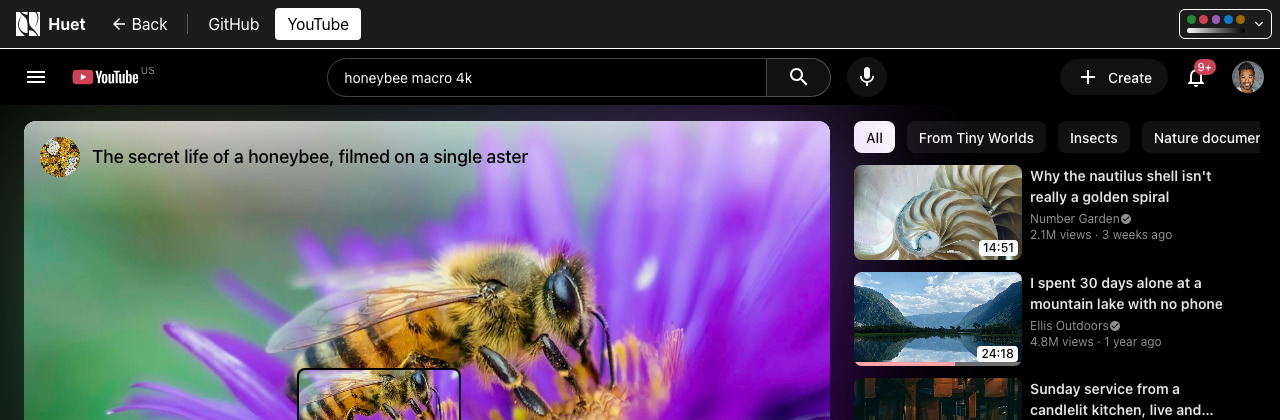 Huet
← Back
GitHub
YouTube
YouTube US
honeybee macro 4k
Create
9+
The secret life of a honeybee, filmed on a single aster
All
From Tiny Worlds
Insects
Nature documen
Why the nautilus shell isn't
really a golden spiral
Number Garden
2.1M views · 3 weeks ago
14:51
I spent 30 days alone at a
mountain lake with no phone
Ellis Outdoors
4.8M views · 1 year ago
24:18
Sunday service from a
candlelit kitchen, live and...